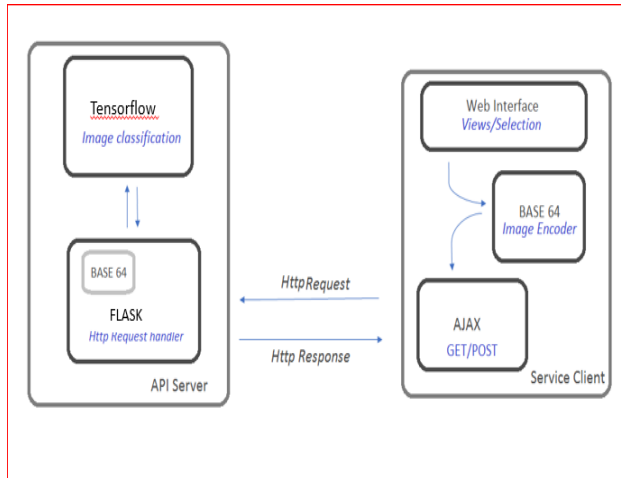 Tensorflow
Image classification
BASE 64
FLASK
Http Request handler
API Server
HttpRequest
Http Response
Web Interface
Views/Selection
BASE 64
Image Encoder
AJAX
GET/POST
Service Client